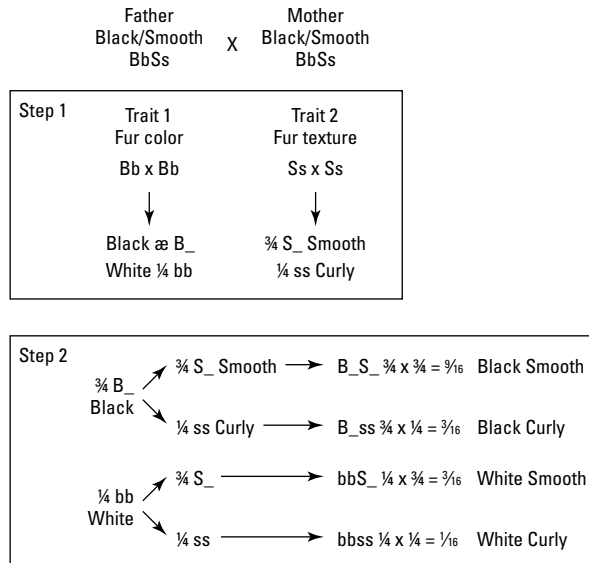 Father Mother
Black/Smooth X Black/Smooth
BbSs BbSs
Step 1
Trait 1 Trait 2
Fur color Fur texture
Bb x Bb Ss x Ss
Black æ B_ ¾ S_ Smooth
White ¼ bb ¼ ss Curly
Step 2
¾ B_
Black
¾ S_ Smooth B_S_ ¾ x ¾ = 9⁄16 Black Smooth
¼ ss Curly B_ss ¾ x ¼ = 3⁄16 Black Curly
¼ bb
White
¾ S_ bbS_ ¼ x ¾ = 3⁄16 White Smooth
¼ ss bbss ¼ x ¼ = 1⁄16 White Curly